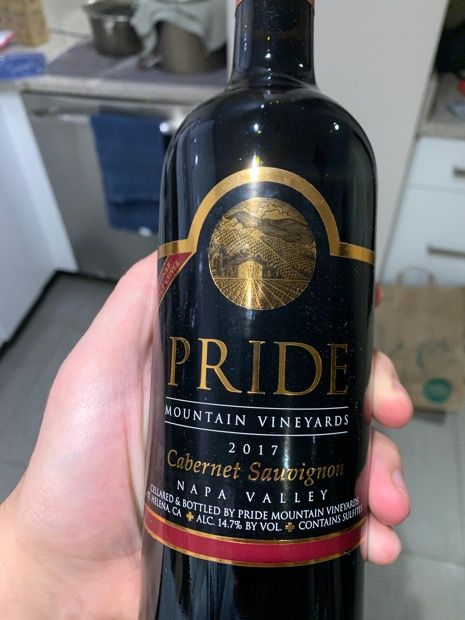 PRIDE
MOUNTAIN VINEYARDS
2017
Cabernet Sauvignon
NAPA VALLEY
CELLARED & BOTTLED BY PRIDE MOUNTAIN VINEYARDS
HELENA, CA ✦ ALC. 14.7% BY VOL. ✦ CONTAINS SULFITES